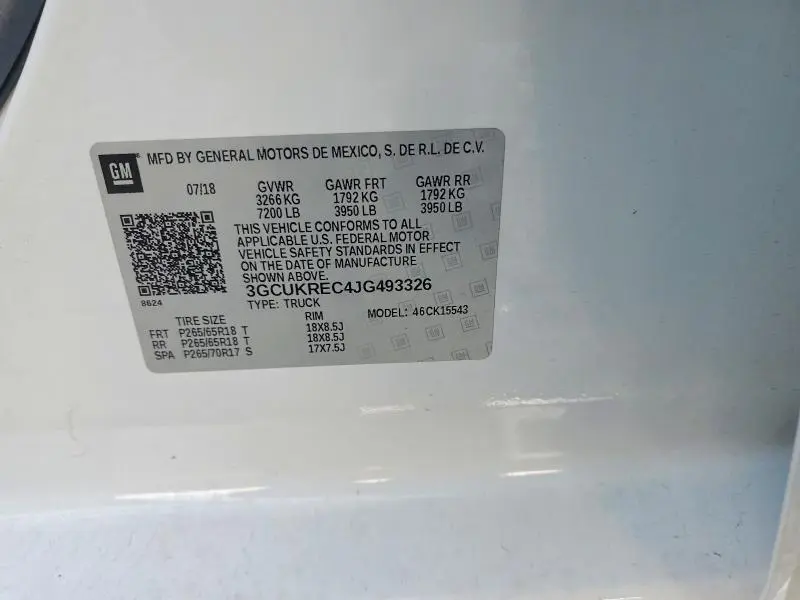 GM
MFD BY GENERAL MOTORS DE MEXICO, S. DE R.L. DE C.V.
07/18 GVWR GAWR FRT GAWR RR
3266 KG 1792 KG 1792 KG
7200 LB 3950 LB 3950 LB
THIS VEHICLE CONFORMS TO ALL
APPLICABLE U.S. FEDERAL MOTOR
VEHICLE SAFETY STANDARDS IN EFFECT
ON THE DATE OF MANUFACTURE
SHOWN ABOVE.
8624
3GCUKREC4JG493326
TYPE: TRUCK MODEL: 46CK15543
TIRE SIZE RIM
FRT P265/65R18 T 18X8.5J
RR P265/65R18 T 18X8.5J
SPA P265/70R17 S 17X7.5J